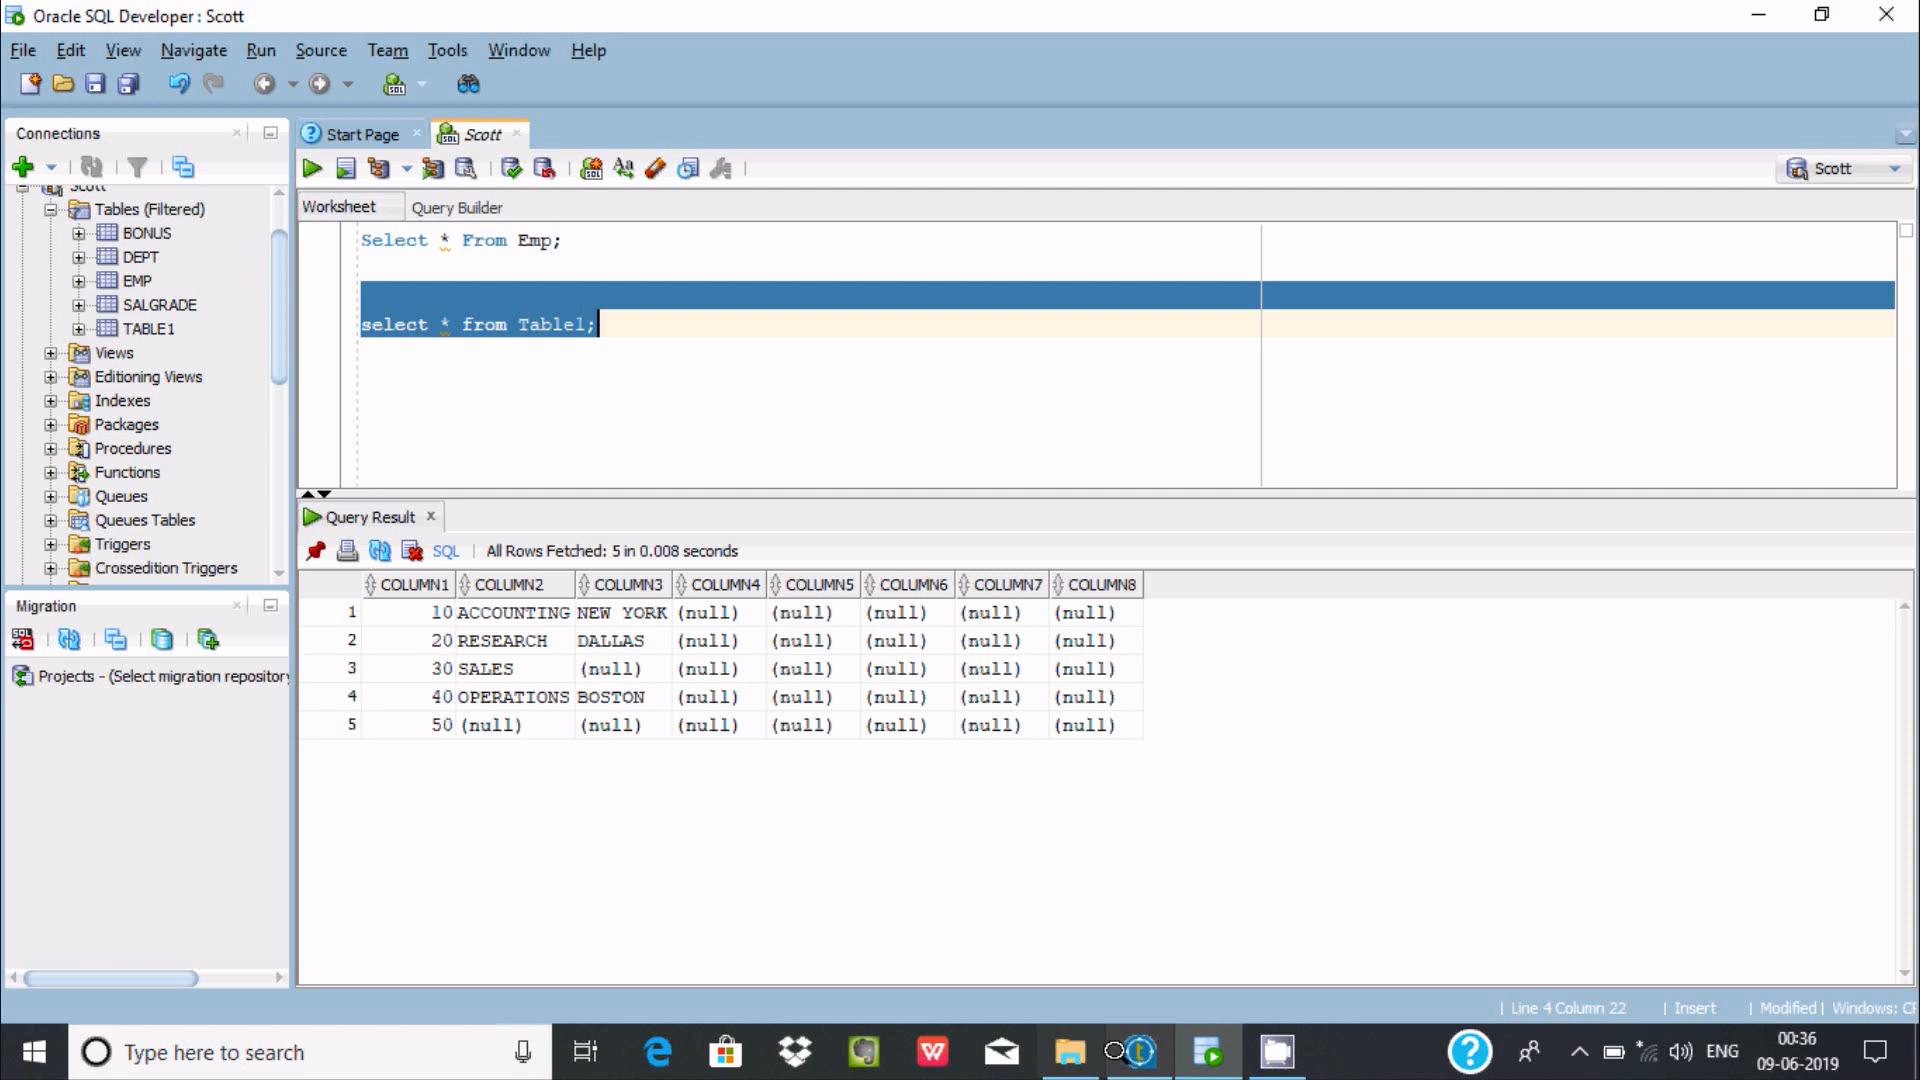 Oracle SQL Developer : Scott
File Edit View Navigate Run Source Team Tools Window Help
Connections
Start Page
Scott
Scott
Scott
Tables (Filtered)
BONUS
DEPT
EMP
SALGRADE
TABLE1
Views
Editioning Views
Indexes
Packages
Procedures
Functions
Queues
Queues Tables
Triggers
Crossedition Triggers
Worksheet Query Builder
Select * From Emp;
select * from Table1;
Query Result
SQL All Rows Fetched: 5 in 0.008 seconds
COLUMN1 COLUMN2 COLUMN3 COLUMN4 COLUMN5 COLUMN6 COLUMN7 COLUMN8
1 10 ACCOUNTING NEW YORK (null) (null) (null) (null) (null)
2 20 RESEARCH DALLAS (null) (null) (null) (null) (null)
3 30 SALES (null) (null) (null) (null) (null) (null)
4 40 OPERATIONS BOSTON (null) (null) (null) (null) (null)
5 50 (null) (null) (null) (null) (null) (null) (null)
Migration
Projects - (Select migration repository
Line 4 Column 22 | Insert | Modified | Windows: CF
Type here to search
ENG
00:36
09-06-2019